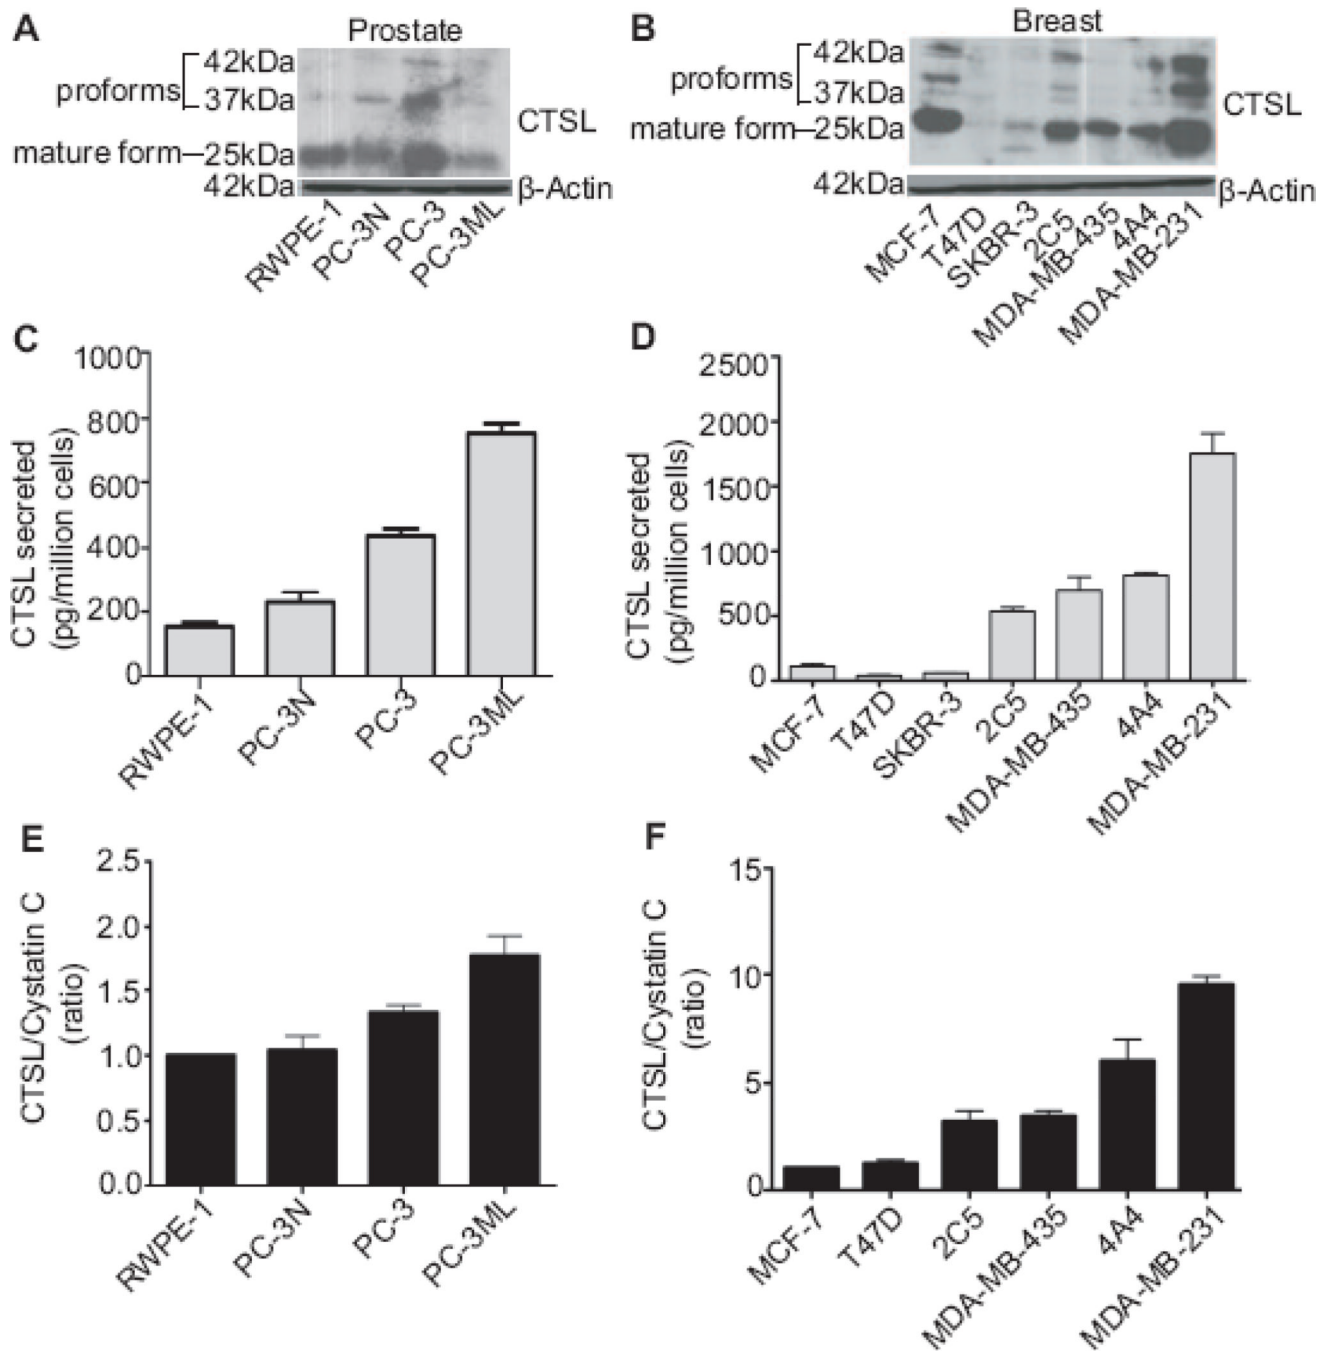 A
Prostate
proforms
42kDa
37kDa
mature form
25kDa
CTSL
42kDa
β-Actin
RWPE-1
PC-3N
PC-3
PC-3ML
B
Breast
proforms
42kDa
37kDa
mature form
25kDa
CTSL
42kDa
β-Actin
MCF-7
T47D
SKBR-3
2C5
MDA-MB-435
4A4
MDA-MB-231
C
CTSL secreted
(pg/million cells)
1000
800
600
400
200
0
RWPE-1
PC-3N
PC-3
PC-3ML
D
CTSL secreted
(pg/million cells)
2500
2000
1500
1000
500
0
MCF-7
T47D
SKBR-3
2C5
MDA-MB-435
4A4
MDA-MB-231
E
CTSL/Cystatin C
(ratio)
2.5
2.0
1.5
1.0
0.5
0.0
RWPE-1
PC-3N
PC-3
PC-3ML
F
CTSL/Cystatin C
(ratio)
15
10
5
0
MCF-7
T47D
2C5
MDA-MB-435
4A4
MDA-MB-231